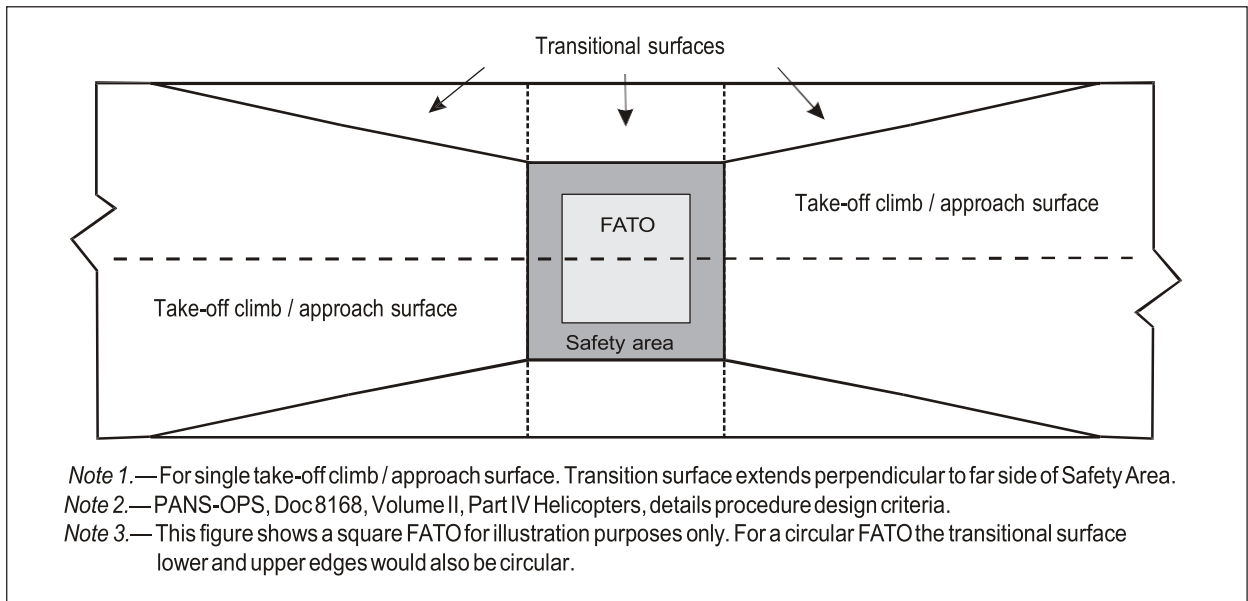 Transitional surfaces
Take-off climb / approach surface
FATO
Take-off climb / approach surface
Safety area
Note 1.— For single take-off climb / approach surface. Transition surface extends perpendicular to far side of Safety Area.
Note 2.— PANS-OPS, Doc 8168, Volume II, Part IV Helicopters, details procedure design criteria.
Note 3.— This figure shows a square FATO for illustration purposes only. For a circular FATO the transitional surface
lower and upper edges would also be circular.